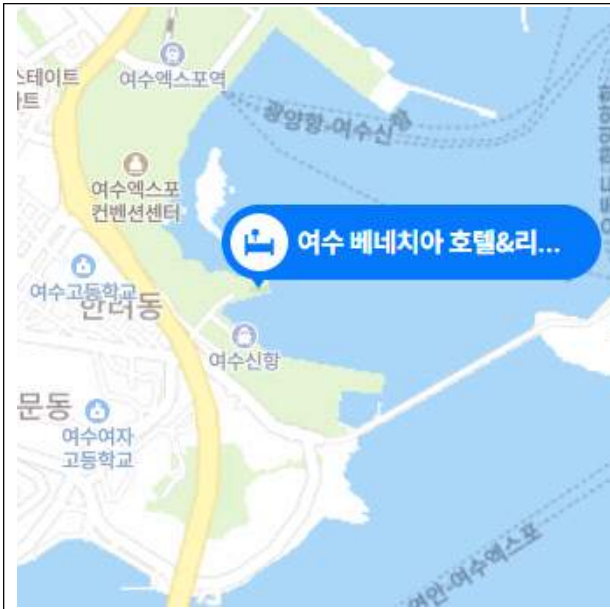 스테이트
아트
여수엑스포역
광양항-여수신항
여수엑스포
컨벤션센터
여수 베네치아 호텔&리...
여수고등학교
한려동
여수신항
문동
여수여자
고등학교
연안-여수엑스포